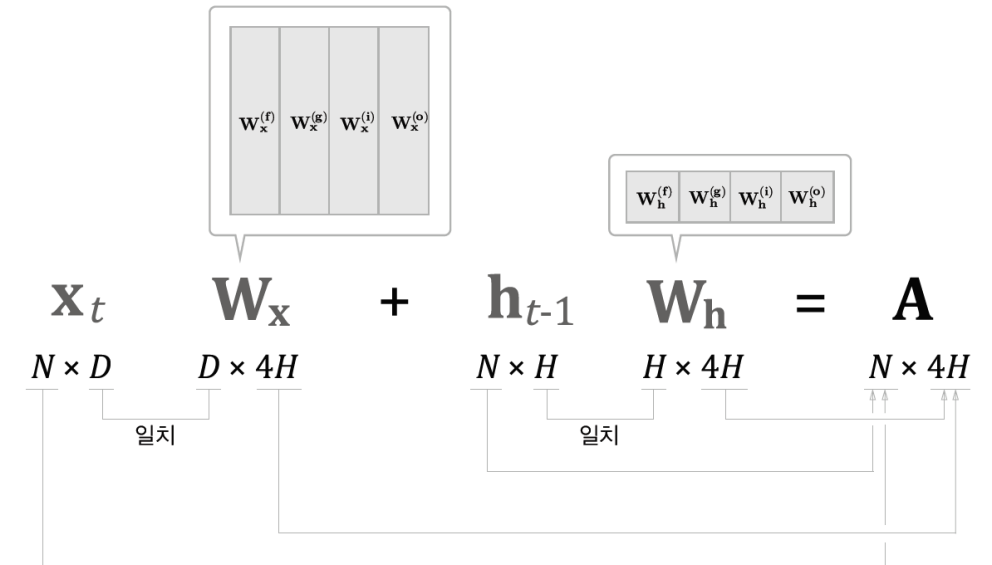 W_x^(f) W_x^(g) W_x^(i) W_x^(o)
W_h^(f) W_h^(g) W_h^(i) W_h^(o)
x_t W_x + h_{t-1} W_h = A
N × D D × 4H N × H H × 4H N × 4H
일치 일치